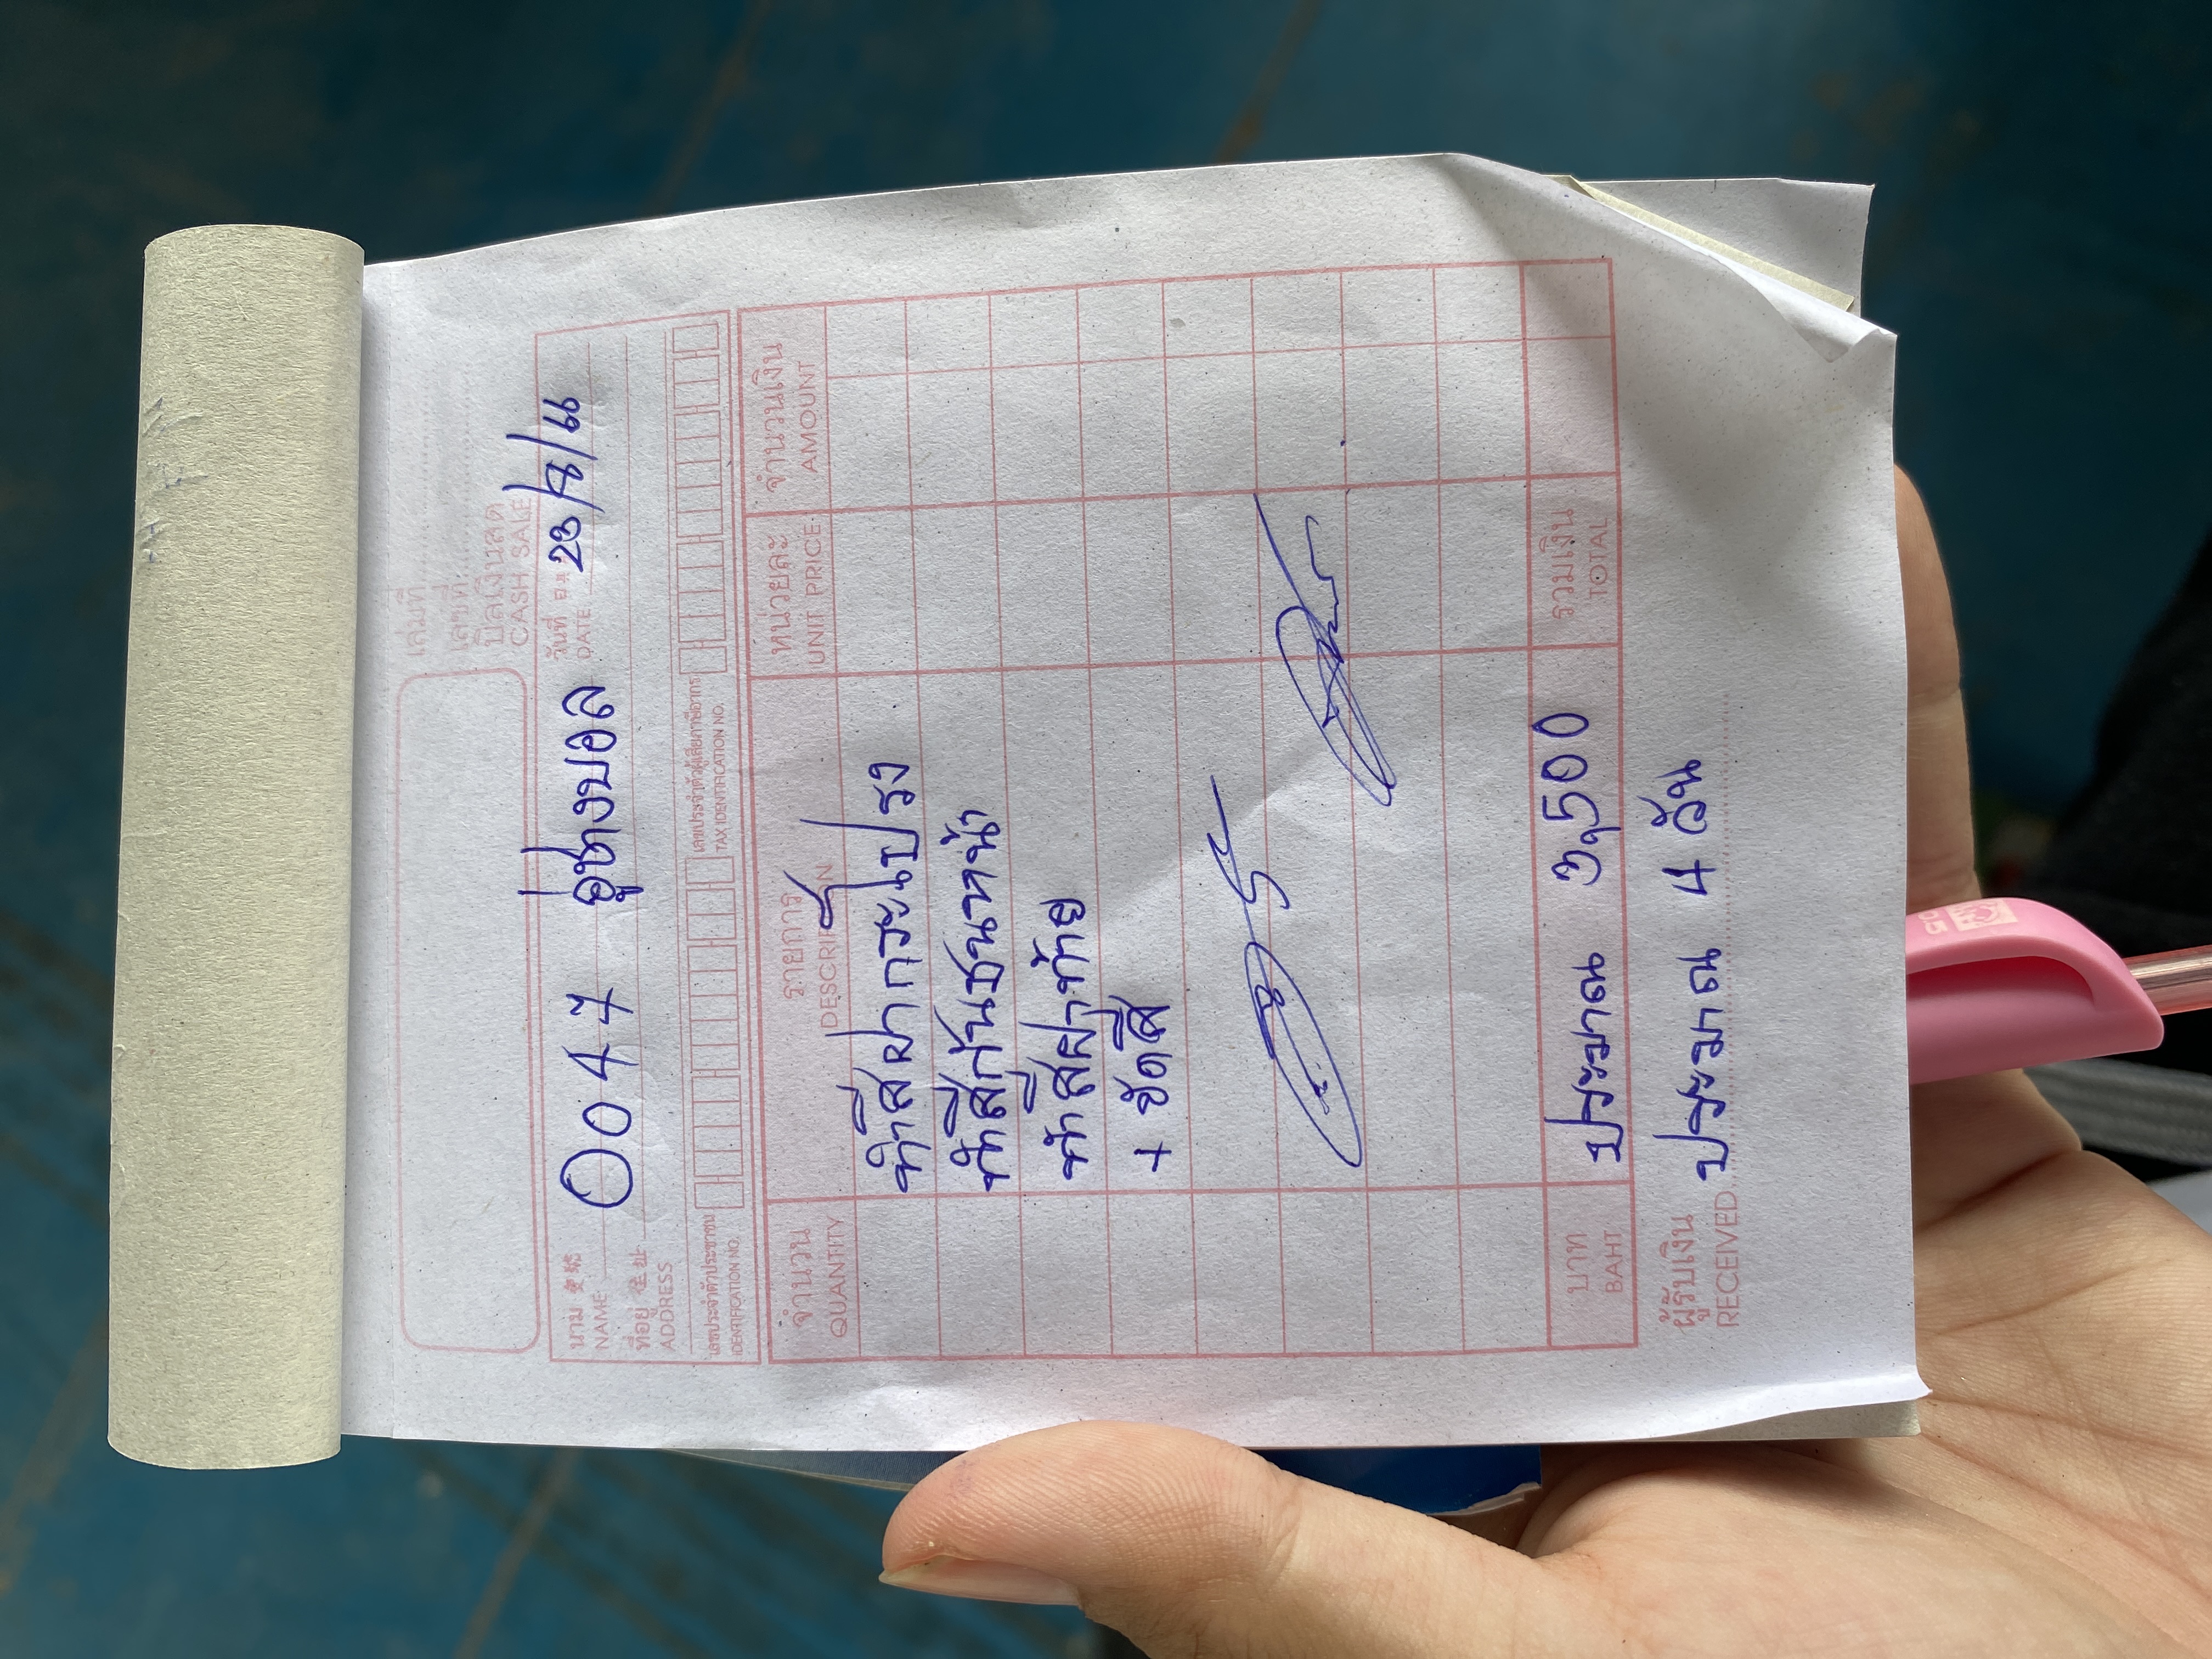 เล่มที่
เลขที่
บิลเงินสด
CASH SALE
นาม
NAME 0047 อู่ช่างบอล
วันที่
DATE 23/8/66
ที่อยู่ 住址
ADDRESS
เลขประจำตัวประชาชน
IDENTIFICATION NO.
เลขประจำตัวผู้เสียภาษีอากร
TAX IDENTIFICATION NO.
จำนวน
QUANTITY
รายการ
DESCRIPTION
หน่วยละ
UNIT PRICE
จำนวนเงิน
AMOUNT
ทำสีฝากระโปรง
ทำสีกันชนหน้า
ทำสีฝาท้าย
+ ขัดสี
บาท
BAHT
ประมาณ 3,500
รวมเงิน
TOTAL
ผู้รับเงิน
RECEIVED ประมาณ 4 วัน